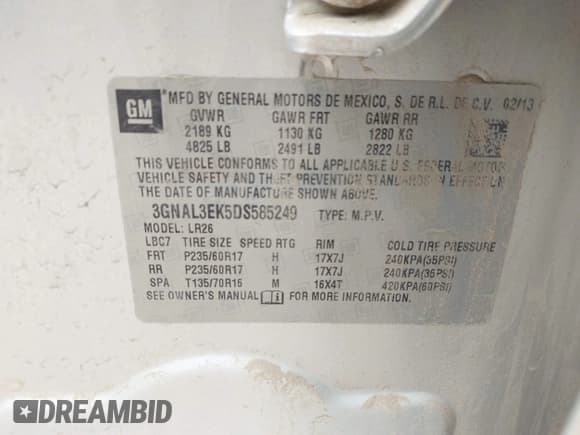 GM
*MFD BY GENERAL MOTORS DE MEXICO, S. DE R.L. DE C.V. 02/13
GVWR GAWR FRT GAWR RR
2189 KG 1130 KG 1280 KG
4825 LB 2491 LB 2822 LB
THIS VEHICLE CONFORMS TO ALL APPLICABLE U.S. FEDERAL MOTOR
VEHICLE SAFETY AND THEFT PREVENTION STANDARDS IN EFFECT ON
THE DATE OF MANUFACTURE SHOWN ABOVE.
3GNAL3EK5DS585249 TYPE: M.P.V.
MODEL: LR26
LBC7 TIRE SIZE SPEED RTG RIM COLD TIRE PRESSURE
FRT P235/60R17 H 17X7J 240KPA(35PSI)
RR P235/60R17 H 17X7J 240KPA(35PSI)
SPA T135/70R16 M 16X4T 420KPA(60PSI)
SEE OWNER'S MANUAL
DREAMBID